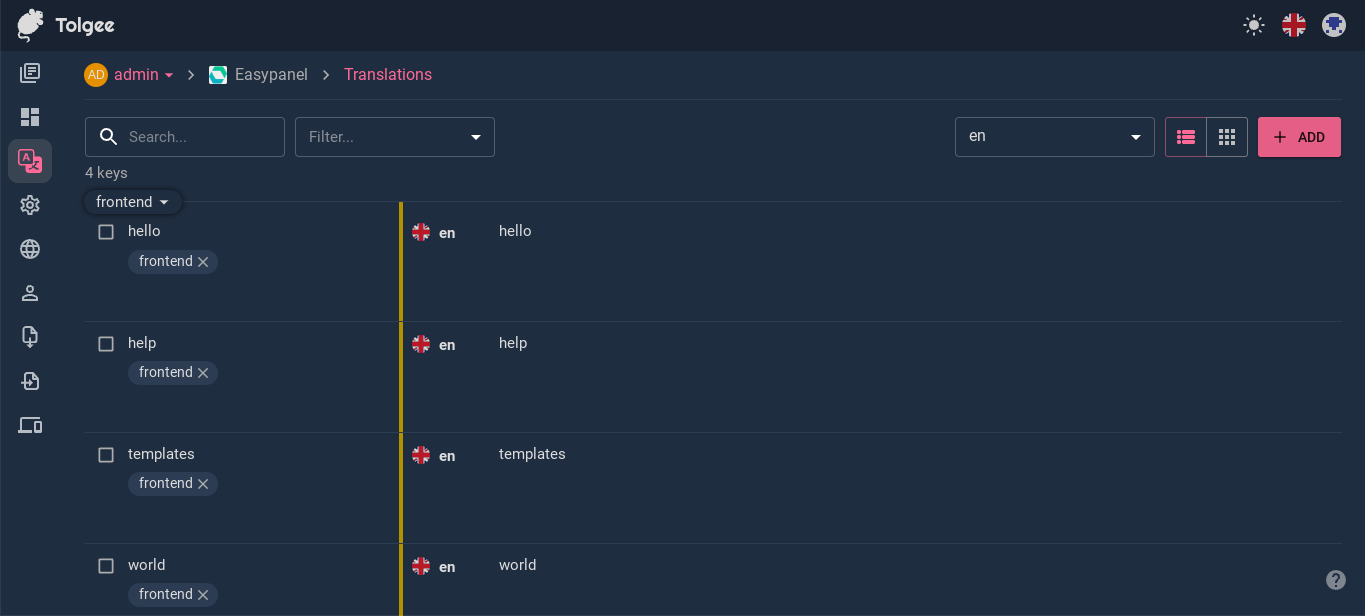 Tolgee
AD admin Easypanel Translations
Search... Filter... en ADD
4 keys
frontend
hello en hello
frontend
help en help
frontend
templates en templates
frontend
world en world
frontend